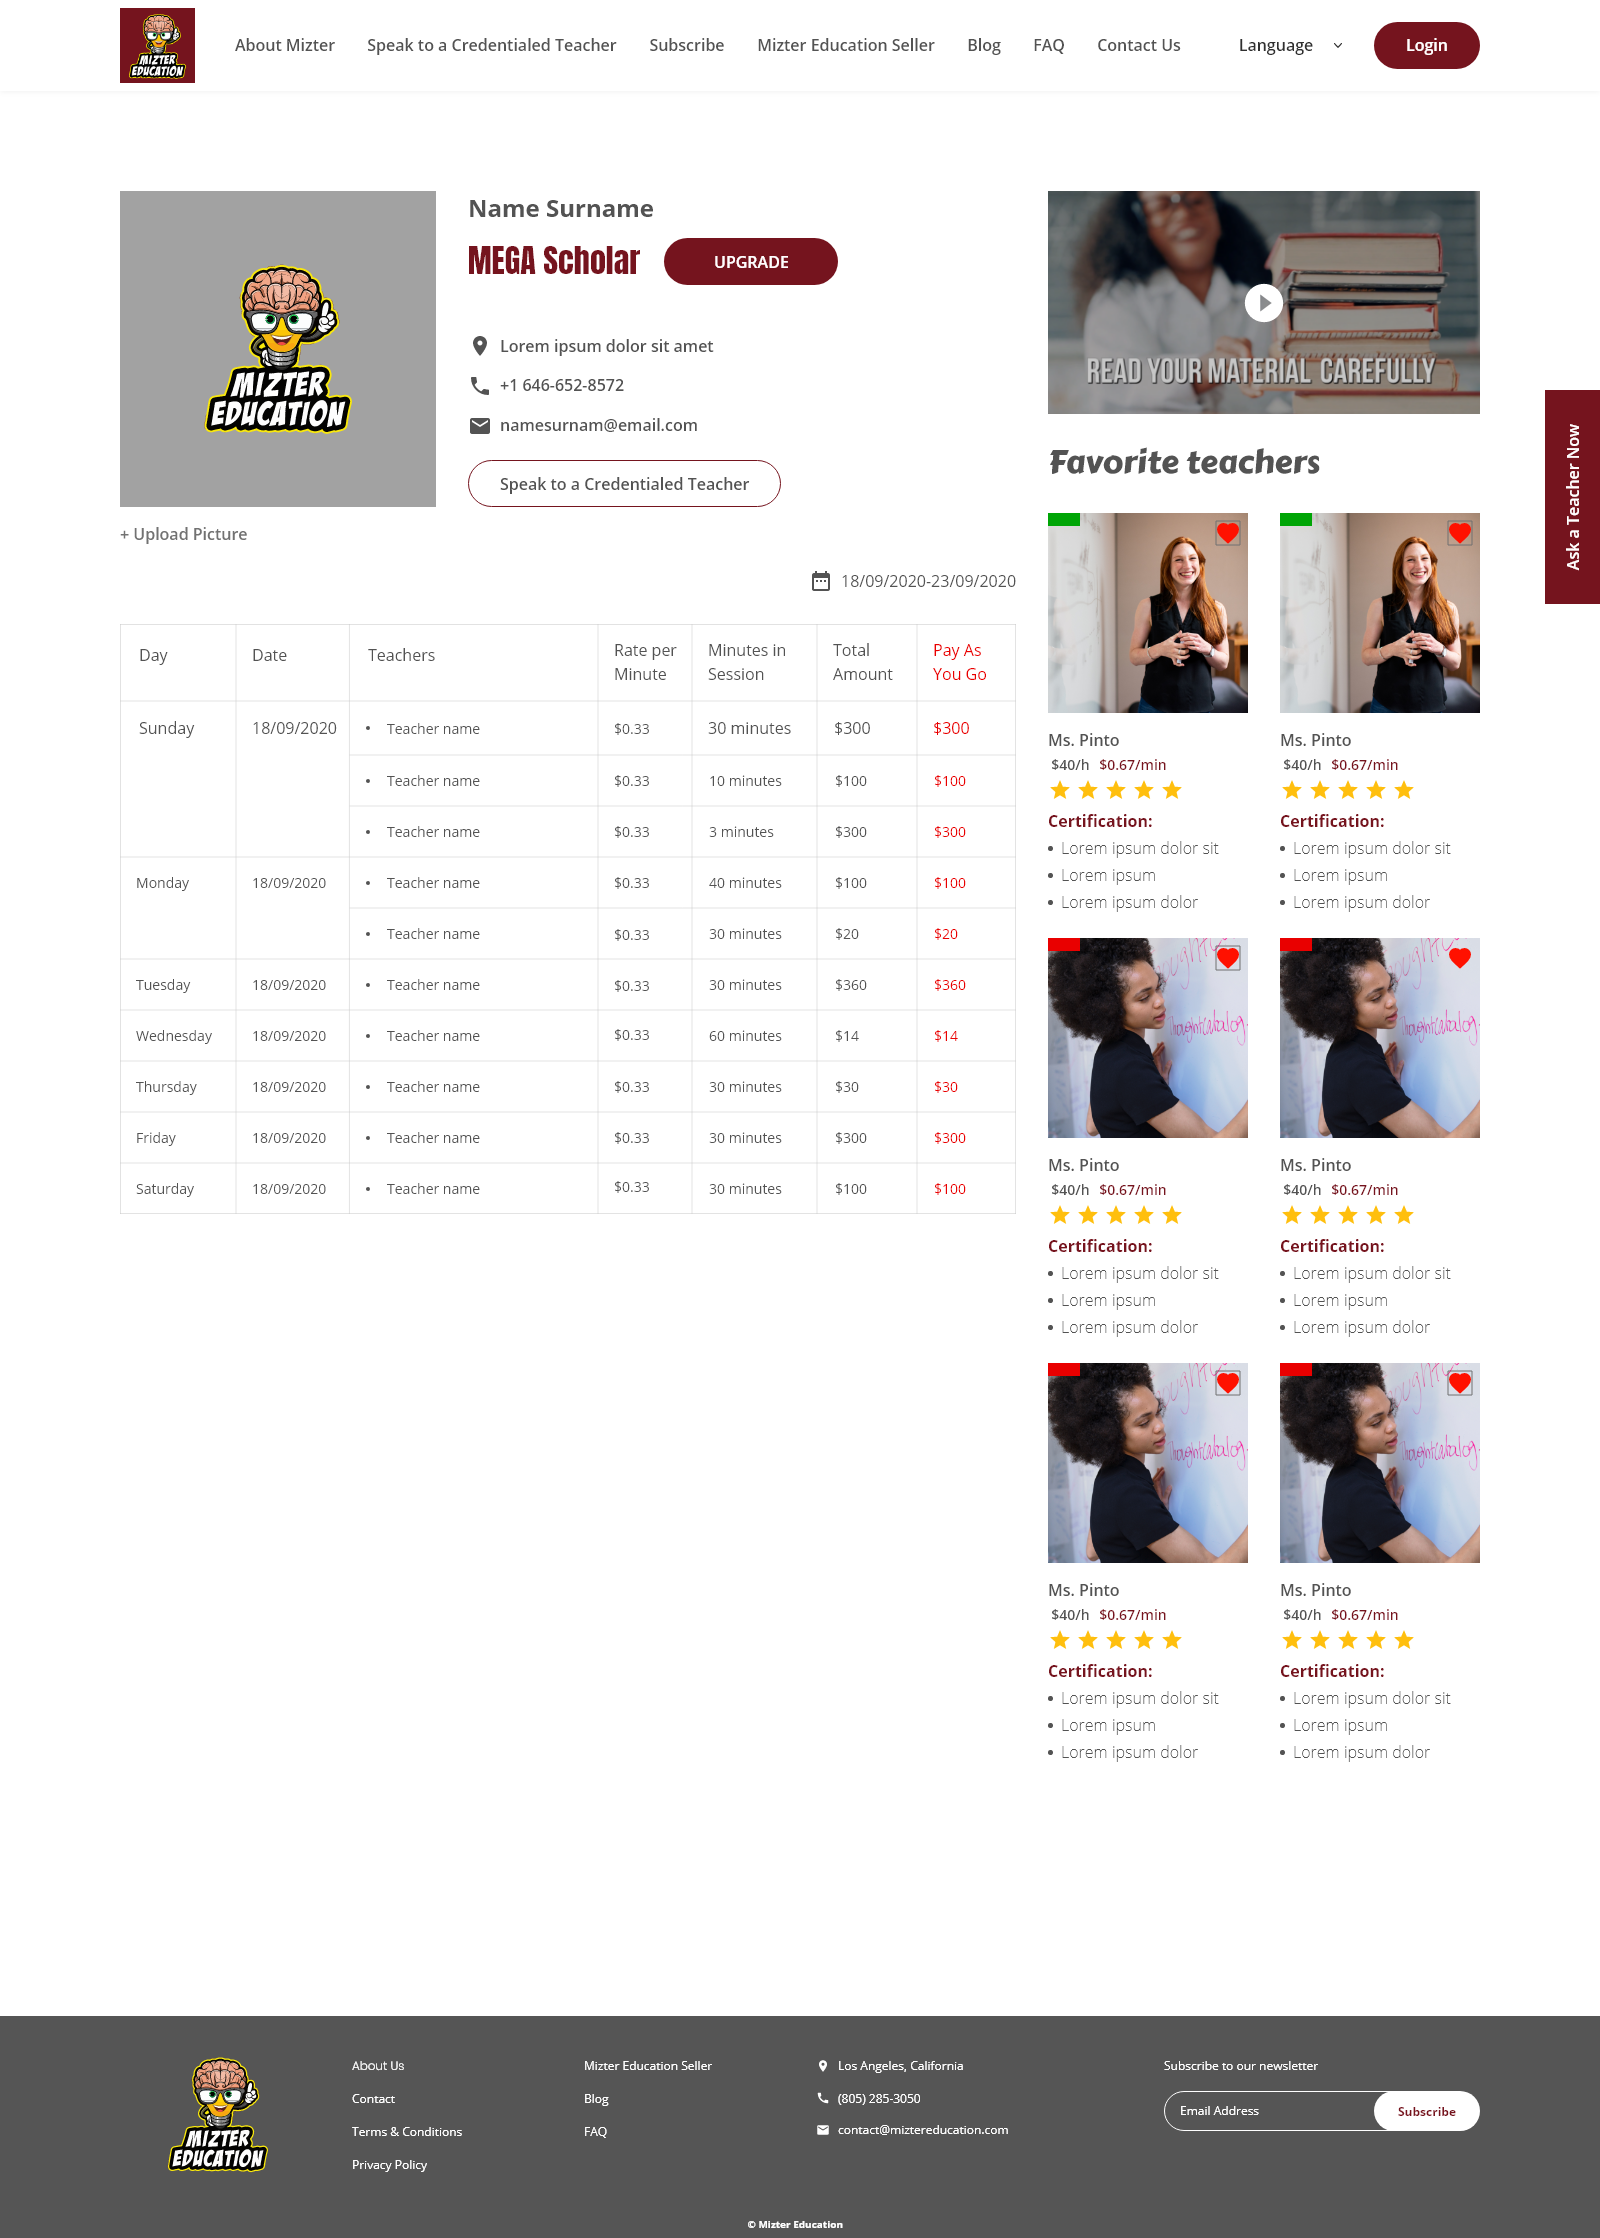 MIZTER
EDUCATION
About Mizter
Speak to a Credentialed Teacher
Subscribe
Mizter Education Seller
Blog
FAQ
Contact Us
Language
Login
MIZTER
EDUCATION
+ Upload Picture
Name Surname
MEGA Scholar
UPGRADE
Lorem ipsum dolor sit amet
+1 646-652-8572
namesurnam@email.com
Speak to a Credentialed Teacher
READ YOUR MATERIAL CAREFULLY
Ask a Teacher Now
18/09/2020-23/09/2020
Day Date Teachers Rate per Minute Minutes in Session Total Amount Pay As You Go
Sunday 18/09/2020 • Teacher name $0.33 30 minutes $300 $300
• Teacher name $0.33 10 minutes $100 $100
• Teacher name $0.33 3 minutes $300 $300
Monday 18/09/2020 • Teacher name $0.33 40 minutes $100 $100
• Teacher name $0.33 30 minutes $20 $20
Tuesday 18/09/2020 • Teacher name $0.33 30 minutes $360 $360
Wednesday 18/09/2020 • Teacher name $0.33 60 minutes $14 $14
Thursday 18/09/2020 • Teacher name $0.33 30 minutes $30 $30
Friday 18/09/2020 • Teacher name $0.33 30 minutes $300 $300
Saturday 18/09/2020 • Teacher name $0.33 30 minutes $100 $100
Favorite teachers
Ms. Pinto
$40/h $0.67/min
Certification:
• Lorem ipsum dolor sit
• Lorem ipsum
• Lorem ipsum dolor
Ms. Pinto
$40/h $0.67/min
Certification:
• Lorem ipsum dolor sit
• Lorem ipsum
• Lorem ipsum dolor
Thoughtcatalog
Ms. Pinto
$40/h $0.67/min
Certification:
• Lorem ipsum dolor sit
• Lorem ipsum
• Lorem ipsum dolor
Thoughtcatalog
Ms. Pinto
$40/h $0.67/min
Certification:
• Lorem ipsum dolor sit
• Lorem ipsum
• Lorem ipsum dolor
Thoughtcatalog
Ms. Pinto
$40/h $0.67/min
Certification:
• Lorem ipsum dolor sit
• Lorem ipsum
• Lorem ipsum dolor
Thoughtcatalog
Ms. Pinto
$40/h $0.67/min
Certification:
• Lorem ipsum dolor sit
• Lorem ipsum
• Lorem ipsum dolor
MIZTER
EDUCATION
About Us
Contact
Terms & Conditions
Privacy Policy
Mizter Education Seller
Blog
FAQ
Los Angeles, California
(805) 285-3050
contact@miztereducation.com
Subscribe to our newsletter
Email Address
Subscribe
© Mizter Education